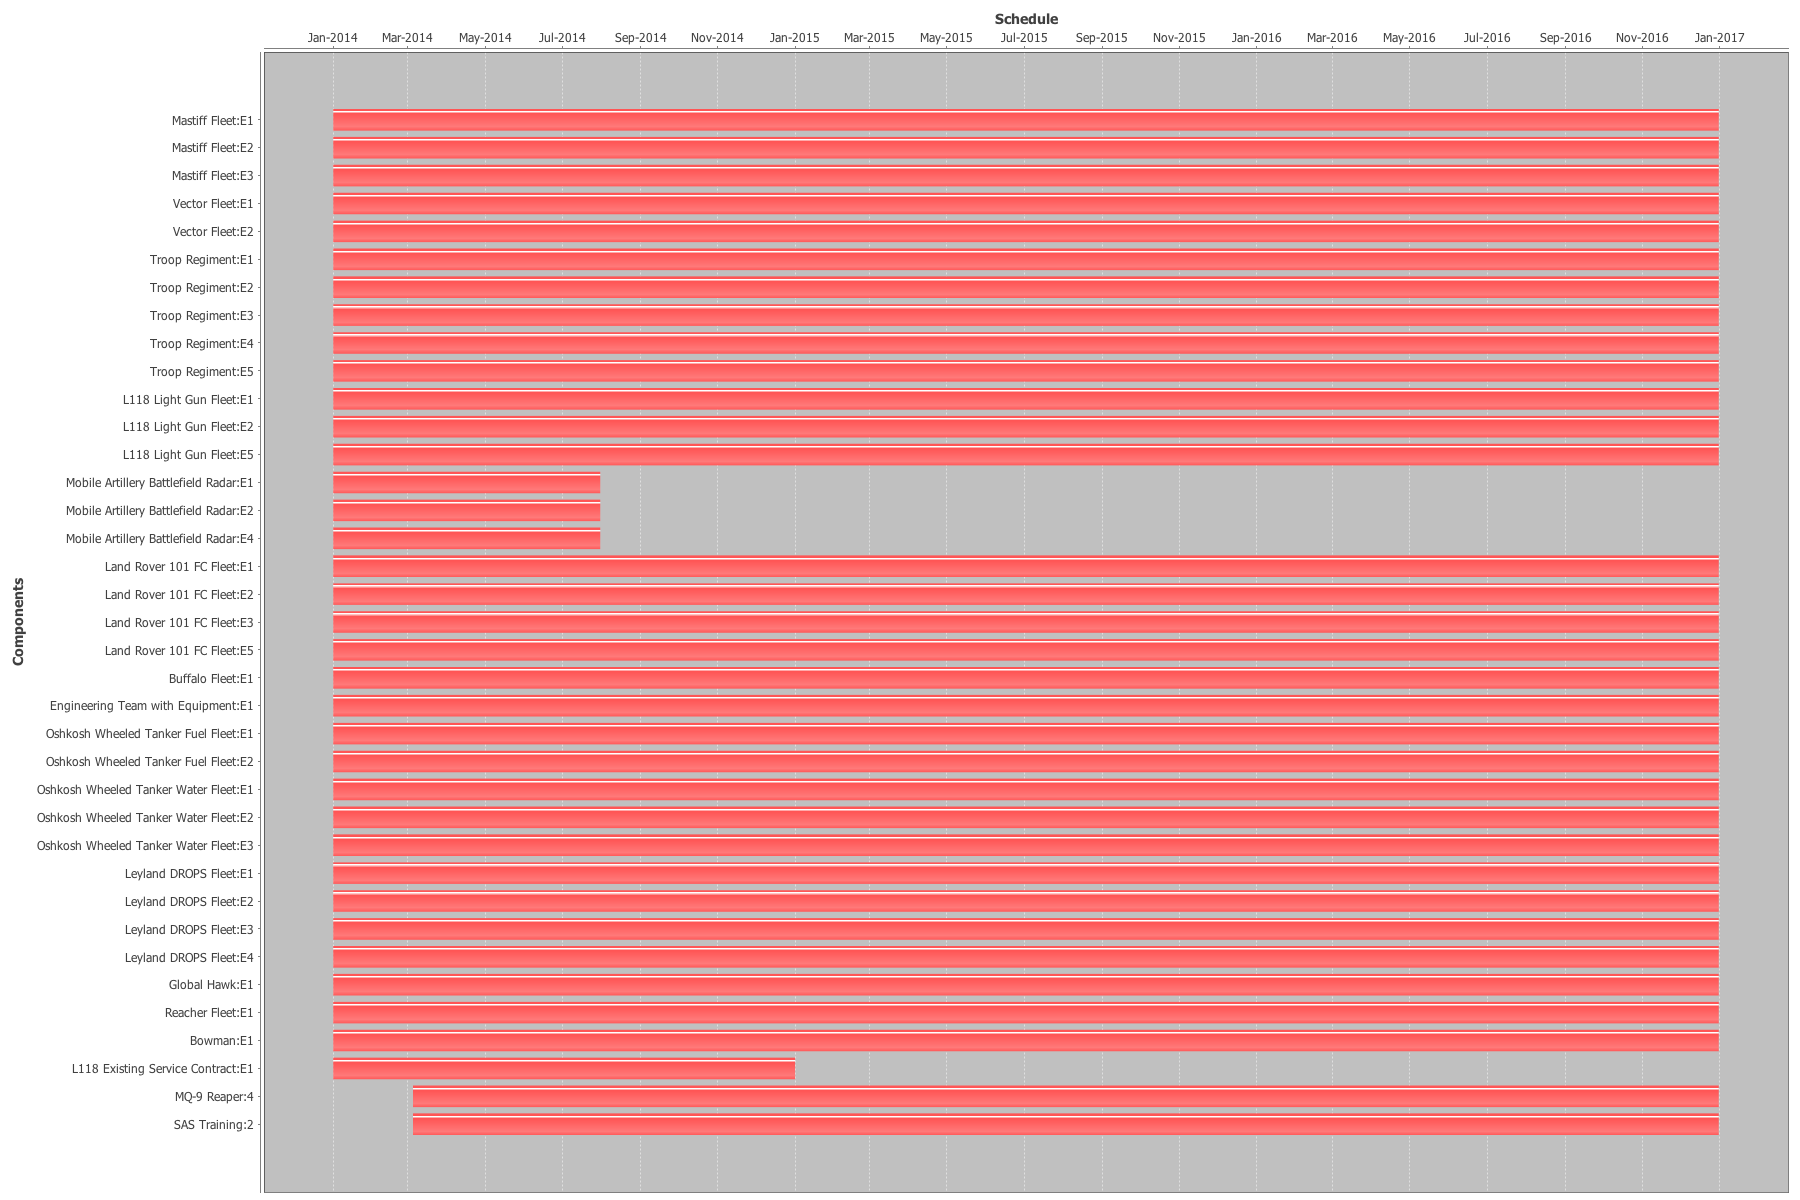 Schedule
Jan-2014 Mar-2014 May-2014 Jul-2014 Sep-2014 Nov-2014 Jan-2015 Mar-2015 May-2015 Jul-2015 Sep-2015 Nov-2015 Jan-2016 Mar-2016 May-2016 Jul-2016 Sep-2016 Nov-2016 Jan-2017
Components
Mastiff Fleet:E1
Mastiff Fleet:E2
Mastiff Fleet:E3
Vector Fleet:E1
Vector Fleet:E2
Troop Regiment:E1
Troop Regiment:E2
Troop Regiment:E3
Troop Regiment:E4
Troop Regiment:E5
L118 Light Gun Fleet:E1
L118 Light Gun Fleet:E2
L118 Light Gun Fleet:E5
Mobile Artillery Battlefield Radar:E1
Mobile Artillery Battlefield Radar:E2
Mobile Artillery Battlefield Radar:E4
Land Rover 101 FC Fleet:E1
Land Rover 101 FC Fleet:E2
Land Rover 101 FC Fleet:E3
Land Rover 101 FC Fleet:E5
Buffalo Fleet:E1
Engineering Team with Equipment:E1
Oshkosh Wheeled Tanker Fuel Fleet:E1
Oshkosh Wheeled Tanker Fuel Fleet:E2
Oshkosh Wheeled Tanker Water Fleet:E1
Oshkosh Wheeled Tanker Water Fleet:E2
Oshkosh Wheeled Tanker Water Fleet:E3
Leyland DROPS Fleet:E1
Leyland DROPS Fleet:E2
Leyland DROPS Fleet:E3
Leyland DROPS Fleet:E4
Global Hawk:E1
Reacher Fleet:E1
Bowman:E1
L118 Existing Service Contract:E1
MQ-9 Reaper:4
SAS Training:2